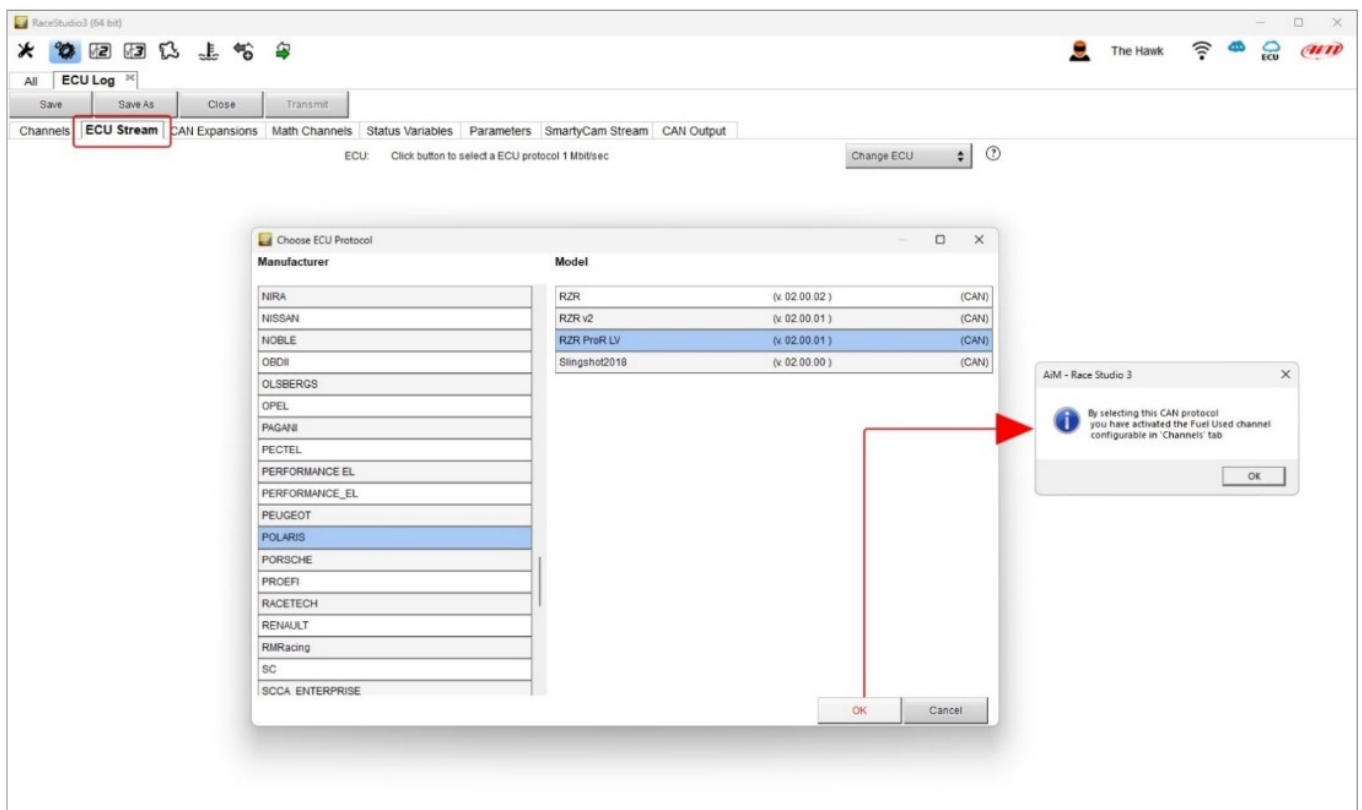 RaceStudio3 (64 bit)
The Hawk
ECU
AiM
All ECU Log
Save Save As Close Transmit
Channels ECU Stream CAN Expansions Math Channels Status Variables Parameters SmartyCam Stream CAN Output
ECU: Click button to select a ECU protocol 1 Mbit/sec Change ECU ?
Choose ECU Protocol
Manufacturer Model
NIRA RZR (v. 02.00.02 ) (CAN)
NISSAN RZR v2 (v. 02.00.01 ) (CAN)
NOBLE RZR ProR LV (v. 02.00.01 ) (CAN)
OBDII Slingshot2018 (v. 02.00.00 ) (CAN)
OLSBERGS
OPEL
PAGANI
PECTEL
PERFORMANCE EL
PERFORMANCE_EL
PEUGEOT
POLARIS
PORSCHE
PROEFI
RACETECH
RENAULT
RMRacing
SC
SCCA ENTERPRISE
OK Cancel
AiM - Race Studio 3
By selecting this CAN protocol
you have activated the Fuel Used channel
configurable in 'Channels' tab
OK